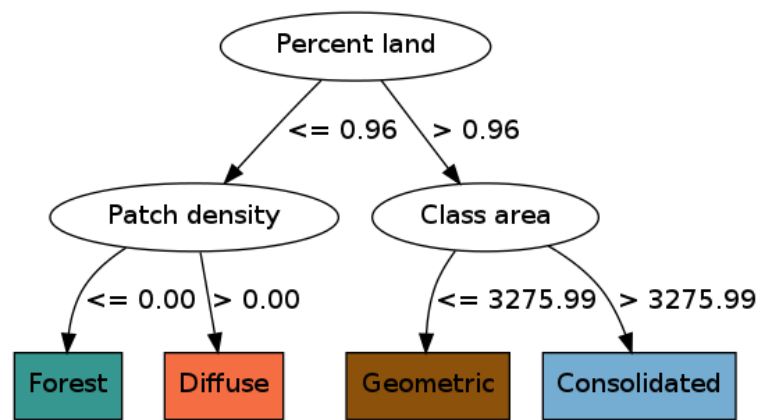 Percent land
<= 0.96
> 0.96
Patch density
Class area
<= 0.00
> 0.00
<= 3275.99
> 3275.99
Forest
Diffuse
Geometric
Consolidated